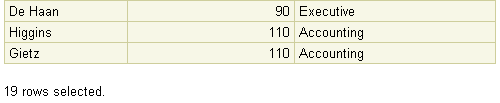 De Haan 90 Executive
Higgins 110 Accounting
Gietz 110 Accounting
19 rows selected.